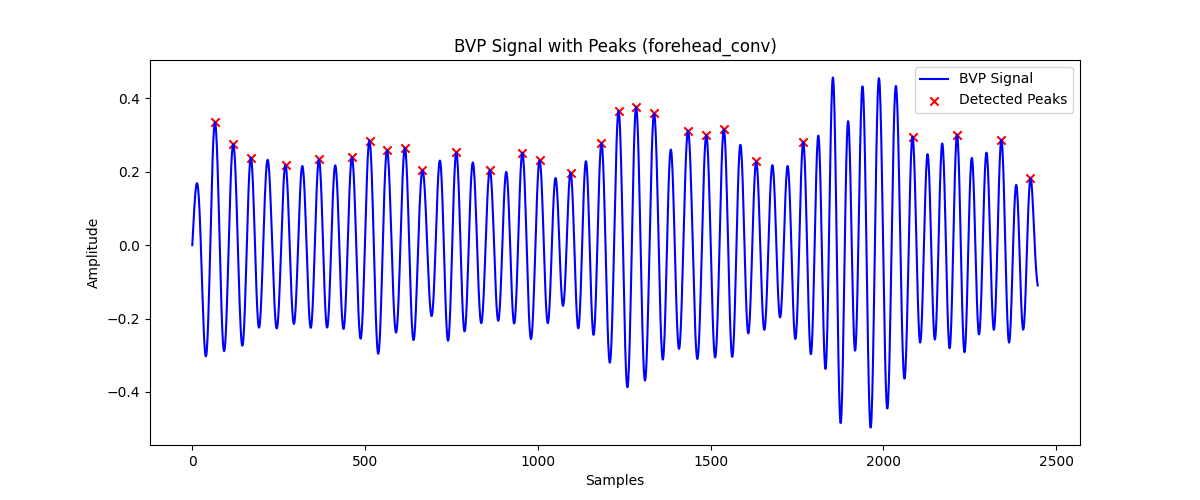 BVP Signal with Peaks (forehead_conv)
BVP Signal
Detected Peaks
Amplitude
0.4
0.2
0.0
−0.2
−0.4
0 500 1000 1500 2000 2500
Samples